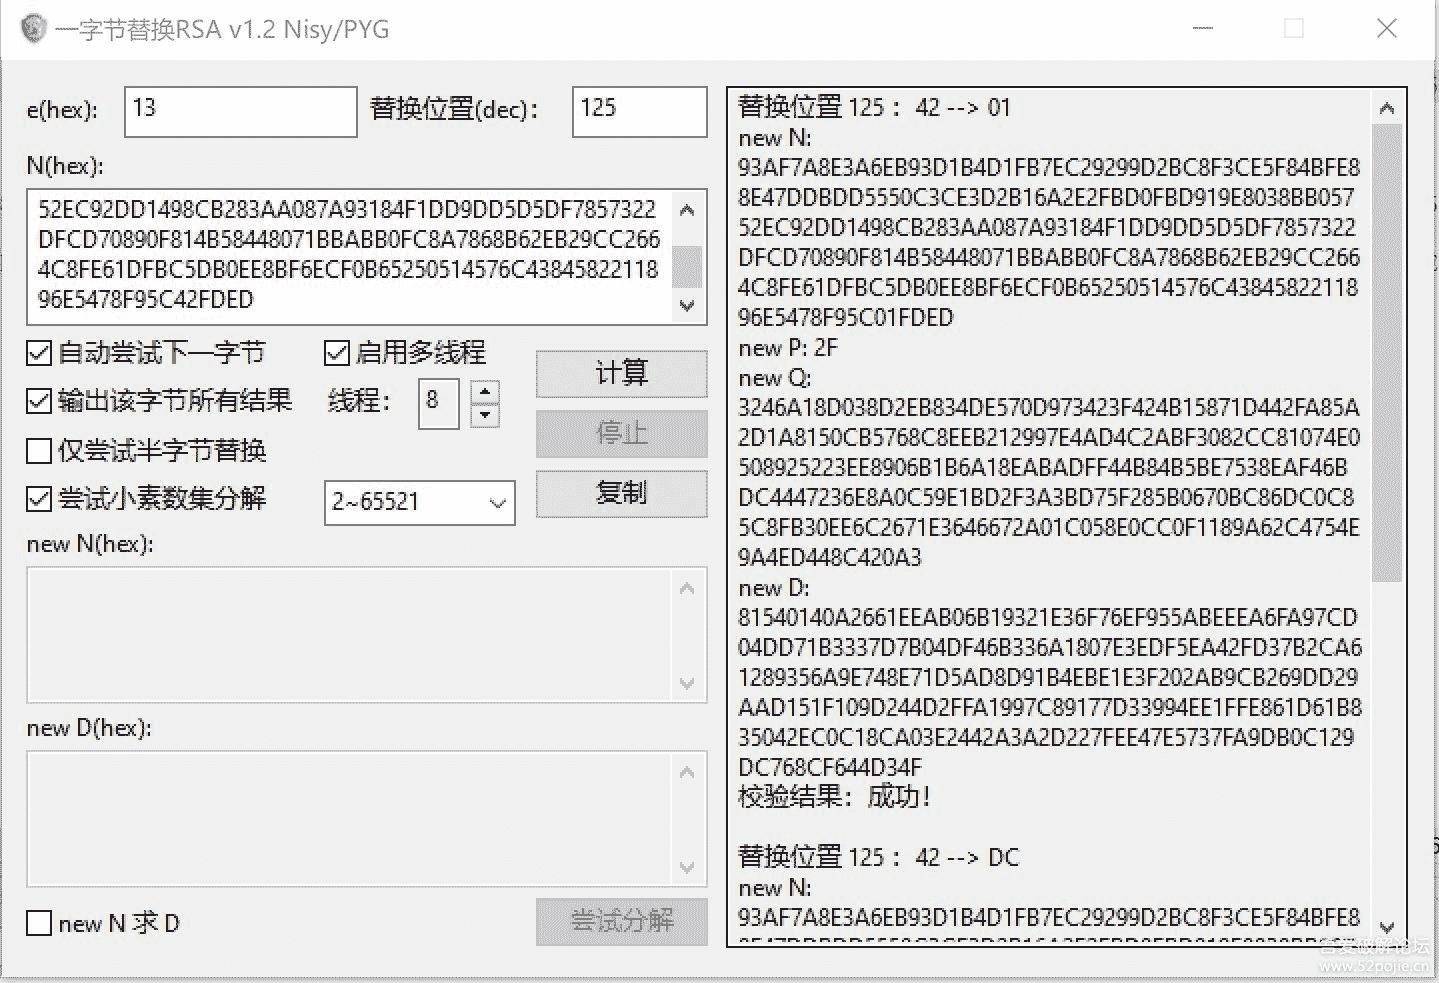 一字节替换RSA v1.2 Nisy/PYG
e(hex): 13 替换位置(dec): 125
N(hex):
52EC92DD1498CB283AA087A93184F1DD9DD5D5DF7857322
DFCD70890F814B58448071BBABB0FC8A7868B62EB29CC266
4C8FE61DFBC5DB0EE8BF6ECF0B65250514576C43845822118
96E5478F95C42FDED
自动尝试下一字节 启用多线程
输出该字节所有结果 线程: 8
仅尝试半字节替换
尝试小素数集分解 2~65521
计算
停止
复制
new N(hex):
new D(hex):
new N 求 D 尝试分解
替换位置 125 : 42 --> 01
new N:
93AF7A8E3A6EB93D1B4D1FB7EC29299D2BC8F3CE5F84BFE8
8E47DDBDD5550C3CE3D2B16A2E2FBD0FBD919E8038BB057
52EC92DD1498CB283AA087A93184F1DD9DD5D5DF7857322
DFCD70890F814B58448071BBABB0FC8A7868B62EB29CC266
4C8FE61DFBC5DB0EE8BF6ECF0B65250514576C43845822118
96E5478F95C01FDED
new P: 2F
new Q:
3246A18D038D2EB834DE570D973423F424B15871D442FA85A
2D1A8150CB5768C8EEB212997E4AD4C2ABF3082CC81074E0
508925223EE8906B1B6A18EABADFF44B84B5BE7538EAF46B
DC4447236E8A0C59E1BD2F3A3BD75F285B0670BC86DC0C8
5C8FB30EE6C2671E3646672A01C058E0CC0F1189A62C4754E
9A4ED448C420A3
new D:
81540140A2661EEAB06B19321E36F76EF955ABEEEA6FA97CD
04DD71B3337D7B04DF46B336A1807E3EDF5EA42FD37B2CA6
1289356A9E748E71D5AD8D91B4EBE1E3F202AB9CB269DD29
AAD151F109D244D2FFA1997C89177D33994EE1FFE861D61B8
35042EC0C18CA03E2442A3A2D227FEE47E5737FA9DB0C129
DC768CF644D34F
校验结果: 成功!
替换位置 125 : 42 --> DC
new N:
93AF7A8E3A6EB93D1B4D1FB7EC29299D2BC8F3CE5F84BFE8
吾爱破解论坛
www.52pojie.cn